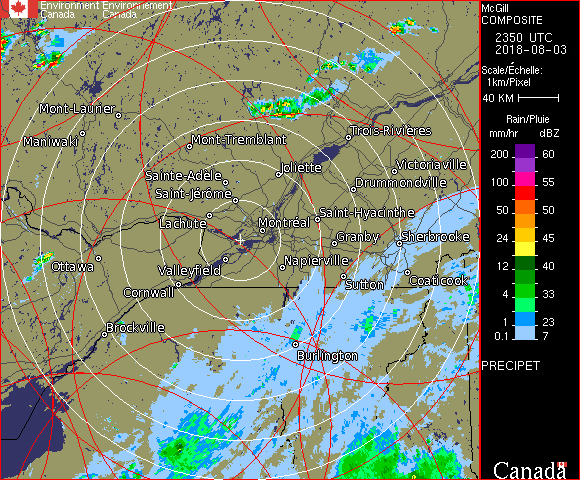 Environment Environnement
Canada Canada
McGill
COMPOSITE
2350 UTC
2018-08-03
Scale/Échelle:
1km/Pixel
40 KM
Rain/Pluie
mm/hr dBZ
200 60
100 55
50 50
24 45
12 40
4 33
2 30
1 23
0.1 7
PRECIPET
Canada
Mont-Laurier
Maniwaki
Mont-Tremblant
Trois-Rivières
Joliette
Victoriaville
Sainte-Adèle
Drummondville
Saint-Jérôme
Saint-Hyacinthe
Lachute
Montréal
Granby
Sherbrooke
Ottawa
Valleyfield
Napierville
Cornwall
Sutton
Coaticook
Brockville
Burlington